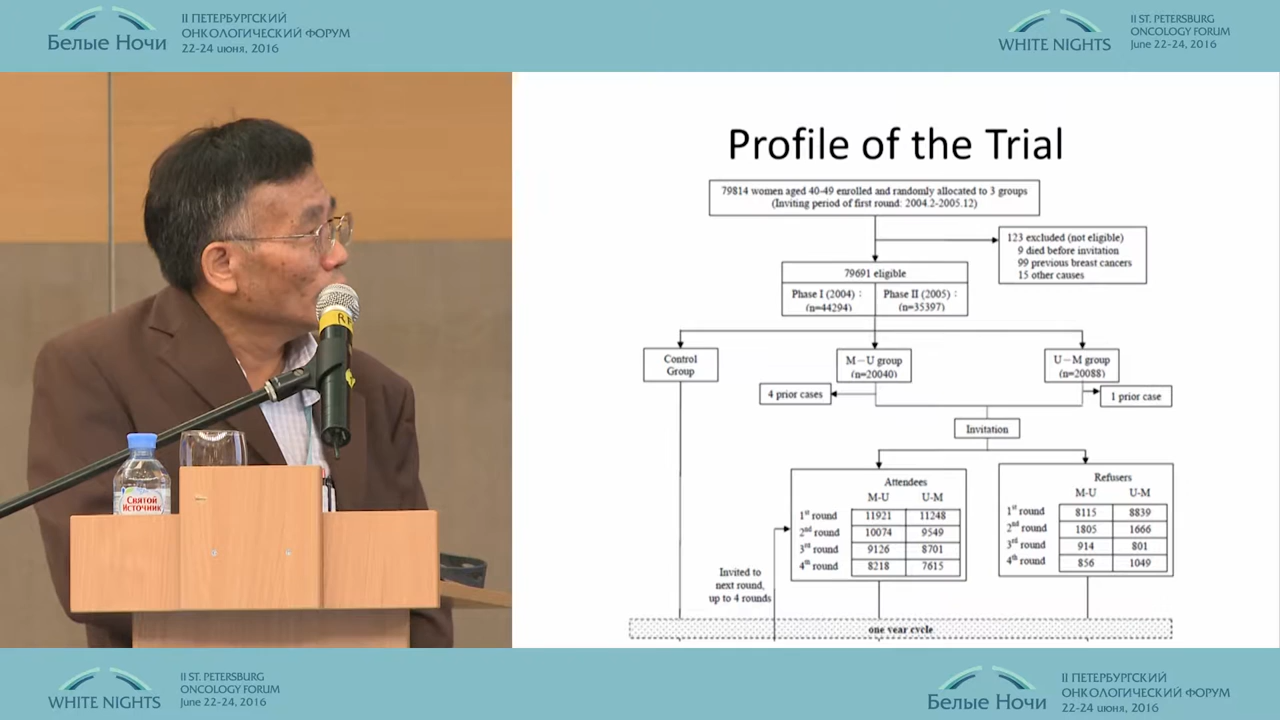 Белые Ночи
II ПЕТЕРБУРГСКИЙ
ОНКОЛОГИЧЕСКИЙ ФОРУМ
22-24 июня, 2016
WHITE NIGHTS
II ST. PETERSBURG
ONCOLOGY FORUM
June 22-24, 2016
Profile of the Trial
79814 women aged 40-49 enrolled and randomly allocated to 3 groups
(Inviting period of first round: 2004.2-2005.12)
123 excluded (not eligible)
9 died before invitation
99 previous breast cancers
15 other causes
79691 eligible
Phase I (2004) :
(n=44294)
Phase II (2005) :
(n=35397)
Control
Group
M-U group
(n=20040)
U-M group
(n=20088)
4 prior cases
1 prior case
Invitation
Attendees
M-U U-M
1st round 11921 11248
2nd round 10074 9549
3rd round 9126 8701
4th round 8218 7615
Refusers
M-U U-M
1st round 8115 8839
2nd round 1805 1666
3rd round 914 801
4th round 856 1049
Invited to
next round,
up to 4 rounds
one year cycle
Святой
Источник
WHITE NIGHTS
II ST. PETERSBURG
ONCOLOGY FORUM
June 22-24, 2016
Белые Ночи
II ПЕТЕРБУРГСКИЙ
ОНКОЛОГИЧЕСКИЙ ФОРУМ
22-24 июня, 2016